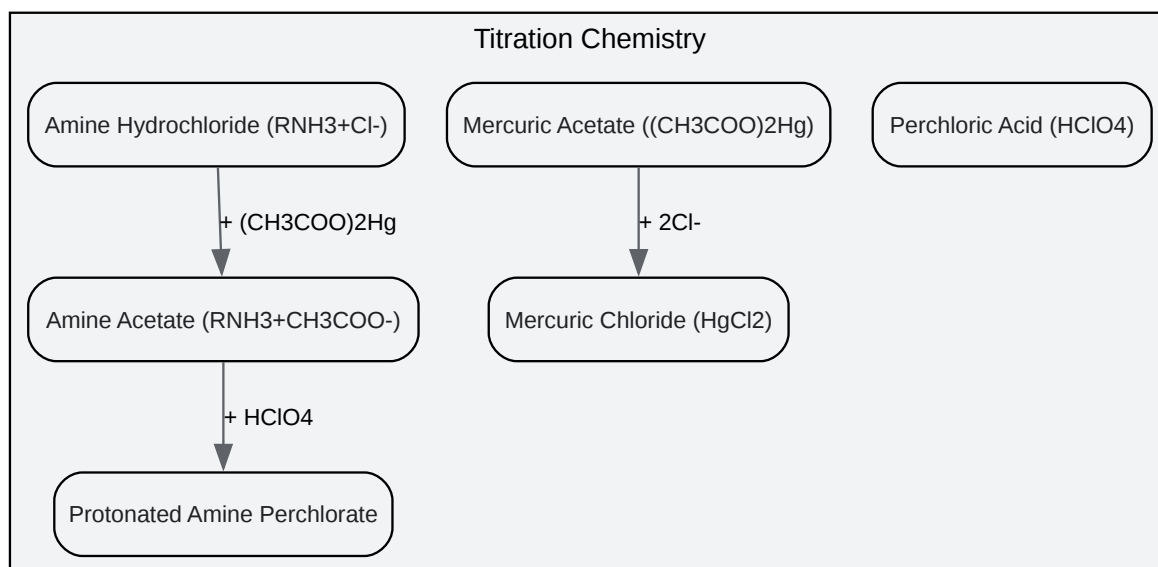 Titration Chemistry
Amine Hydrochloride (RNH3+Cl-)
Mercuric Acetate ((CH3COO)2Hg)
Perchloric Acid (HClO4)
+ (CH3COO)2Hg
+ 2Cl-
Amine Acetate (RNH3+CH3COO-)
Mercuric Chloride (HgCl2)
+ HClO4
Protonated Amine Perchlorate